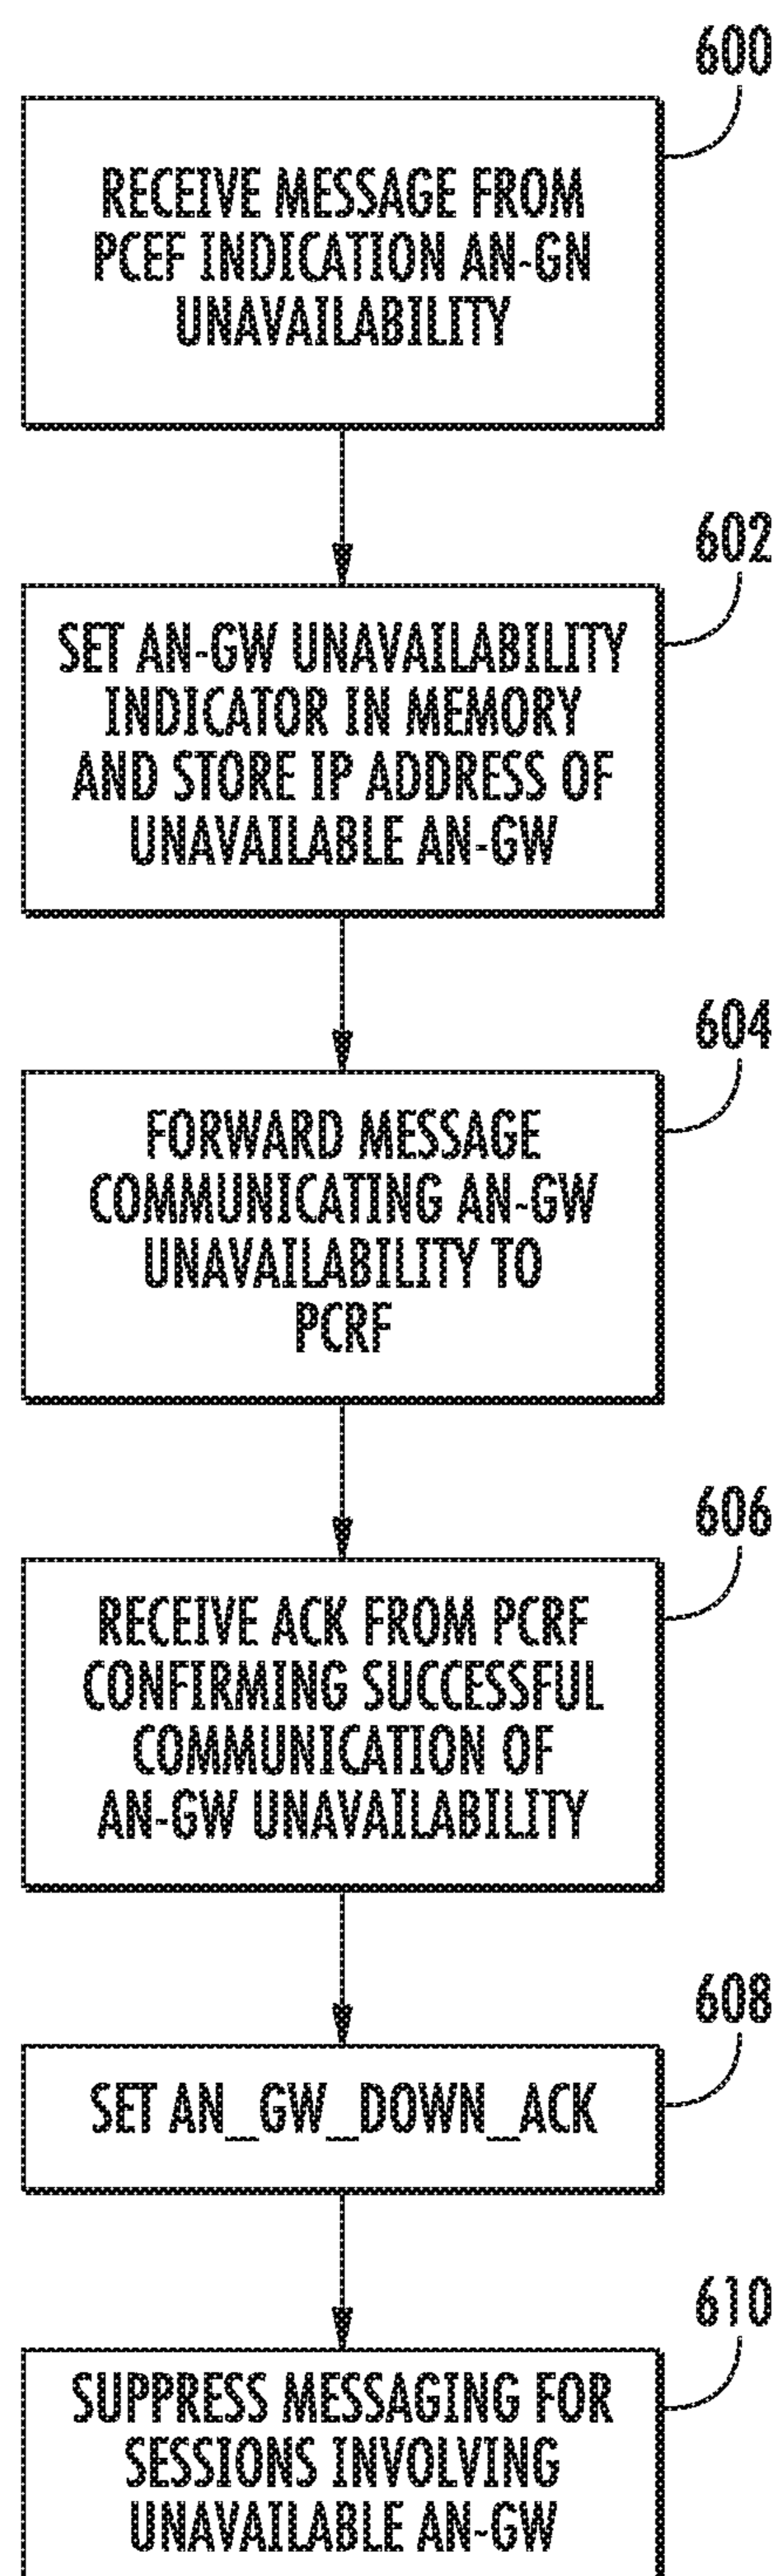 600
RECEIVE MESSAGE FROM
PCEF INDICATION AN-GN
UNAVAILABILITY
602
SET AN-GW UNAVAILABILITY
INDICATOR IN MEMORY
AND STORE IP ADDRESS OF
UNAVAILABLE AN-GW
604
FORWARD MESSAGE
COMMUNICATING AN-GW
UNAVAILABILITY TO
PCRF
606
RECEIVE ACK FROM PCRF
CONFIRMING SUCCESSFUL
COMMUNICATION OF
AN-GW UNAVAILABILITY
608
SET AN_GW_DOWN_ACK
610
SUPPRESS MESSAGING FOR
SESSIONS INVOLVING
UNAVAILABLE AN-GW